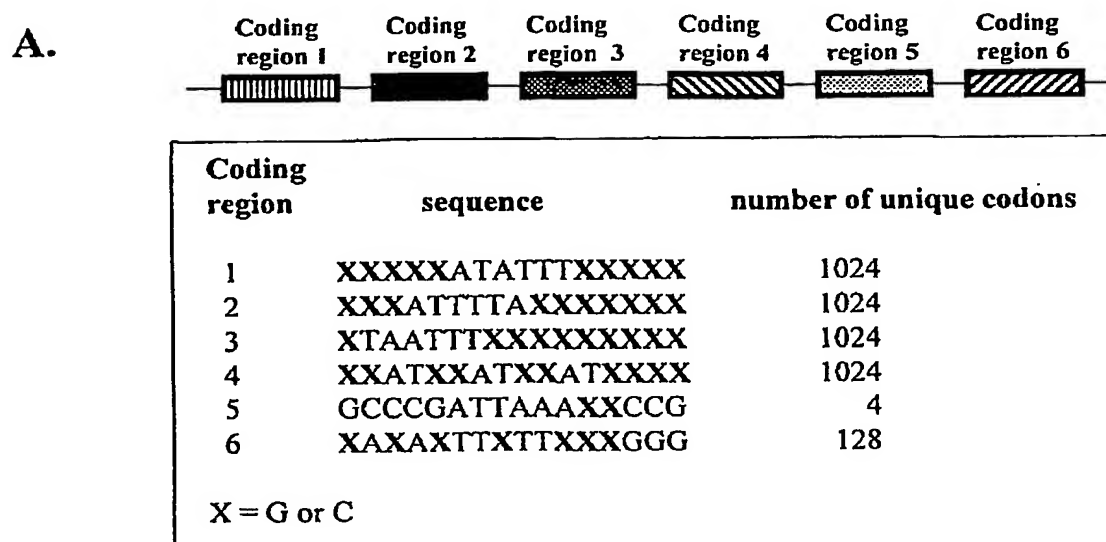 A.
Coding region 1
Coding region 2
Coding region 3
Coding region 4
Coding region 5
Coding region 6
Coding region sequence number of unique codons
1 XXXXXATATTTXXXXX 1024
2 XXXATTTTAXXXXXXX 1024
3 XTAATTTXXXXXXXXX 1024
4 XXATXXATXXATXXXX 1024
5 GCCCGATTAAAXXCCG 4
6 XAXAXTTXTTXXXGGG 128
X = G or C